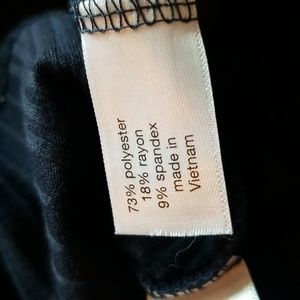 73% polyester
18% rayon
9% spandex
made in
Vietnam